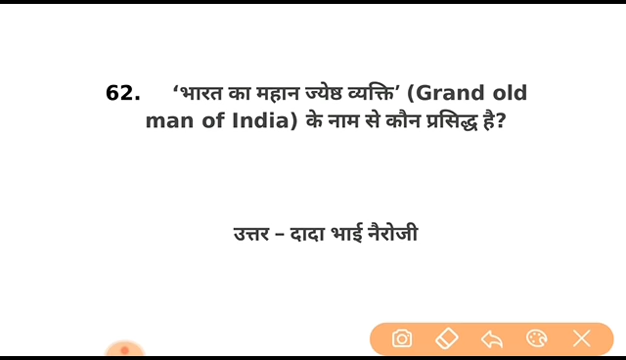 62. ‘भारत का महान ज्येष्ठ व्यक्ति’ (Grand old
man of India) के नाम से कौन प्रसिद्ध है?
उत्तर – दादा भाई नैरोजी